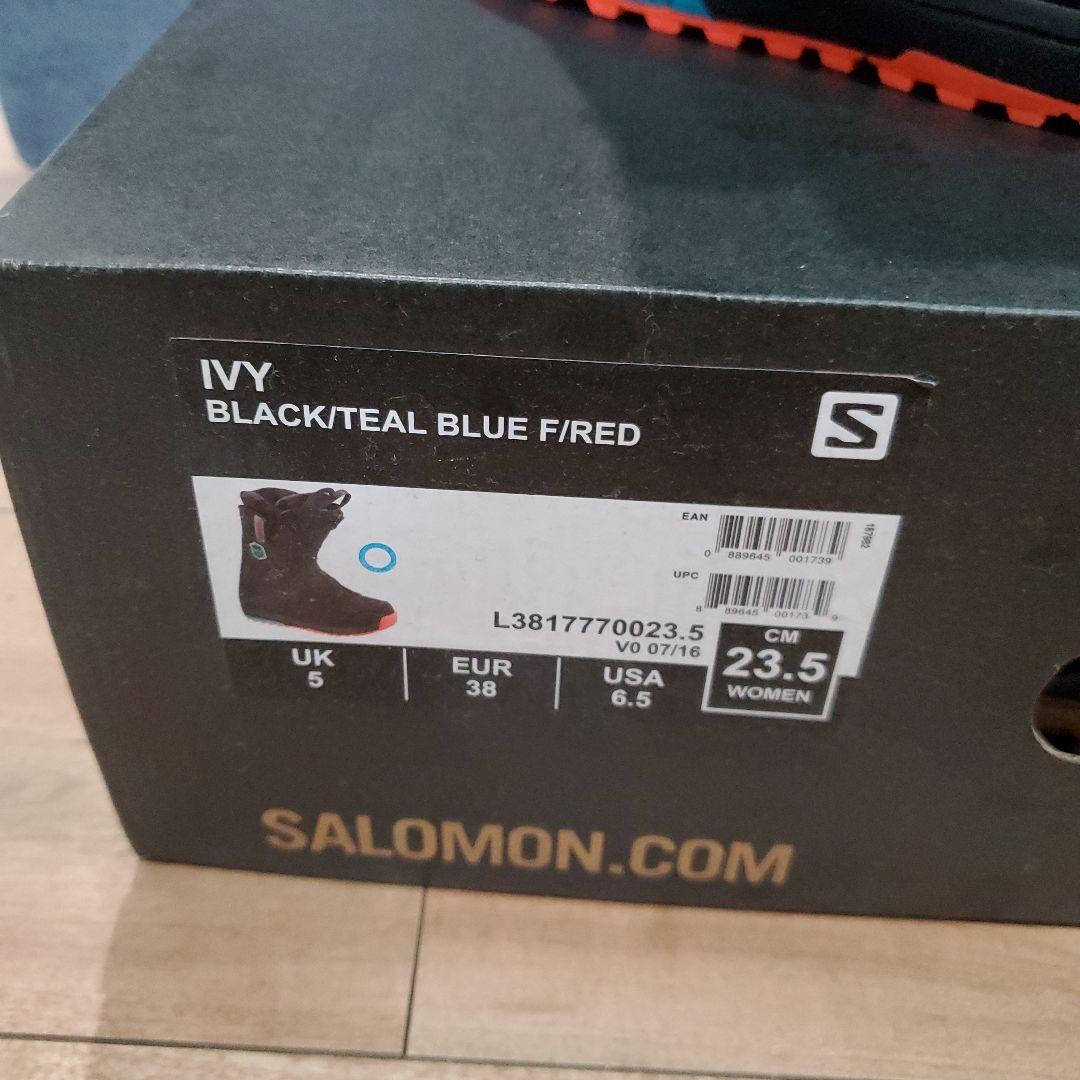 IVY
BLACK/TEAL BLUE F/RED
S
EAN
0 889645 001739
187982
UPC
8 89645 00173 9
L3817770023.5
V0 07/16
UK
5
EUR
38
USA
6.5
CM
23.5
WOMEN
SALOMON.COM